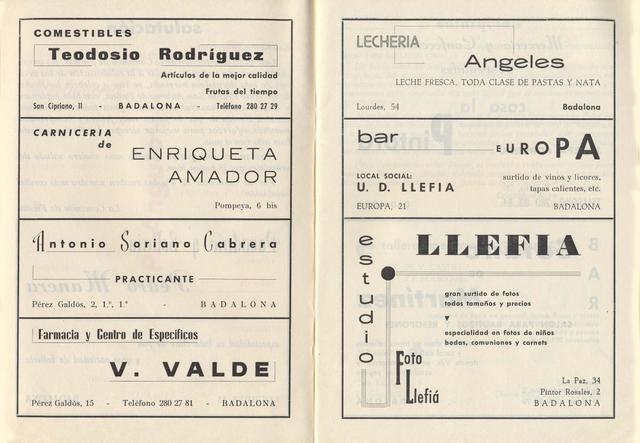 COMESTIBLES
Teodosio Rodríguez
Artículos de la mejor calidad
Frutas del tiempo
San Cipriano, 11 - BADALONA - Teléfono 280 27 29
CARNICERIA
de
ENRIQUETA
AMADOR
Pompeya, 6 bis
Antonio Soriano Cabrera
PRACTICANTE
Pérez Galdós, 2, 1.º, 1.ª - BADALONA
Farmacia y Centro de Específicos
V. VALDE
Pérez Galdós, 15 - Teléfono 280 27 81 - BADALONA
LECHERIA
Angeles
LECHE FRESCA, TODA CLASE DE PASTAS Y NATA
Lourdes, 54 Badalona
bar EUROPA
LOCAL SOCIAL:
U. D. LLEFIA
surtido de vinos y licores,
tapas calientes, etc.
EUROPA, 21 BADALONA
estudio
LLEFIA
gran surtido de fotos
todos tamaños y precios
especialidad en fotos de niños
bodas, comuniones y carnets
Foto
Llefiá
La Paz, 34
Pintor Rosales, 2
BADALONA